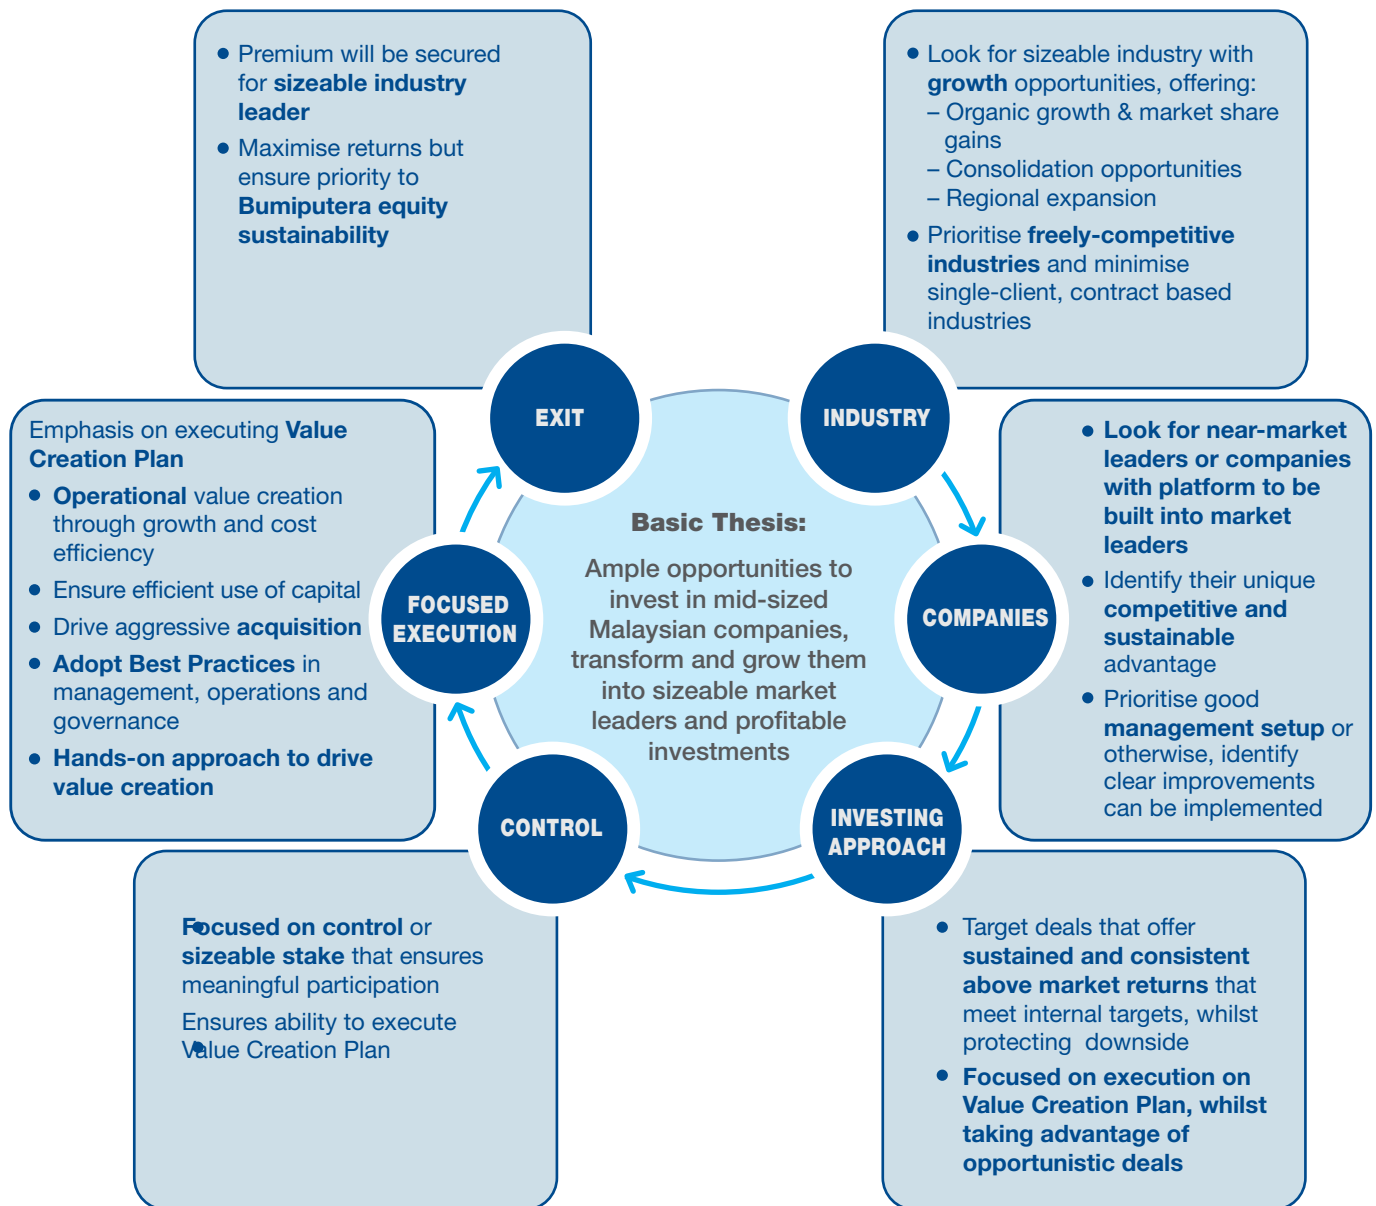 • Premium will be secured
for sizeable industry
leader
• Maximise returns but
ensure priority to
Bumiputera equity
sustainability
EXIT
• Look for sizeable industry with
growth opportunities, offering:
– Organic growth & market share
gains
– Consolidation opportunities
– Regional expansion
• Prioritise freely-competitive
industries and minimise
single-client, contract based
industries
INDUSTRY
Emphasis on executing Value
Creation Plan
• Operational value creation
through growth and cost
efficiency
• Ensure efficient use of capital
• Drive aggressive acquisition
• Adopt Best Practices in
management, operations and
governance
• Hands-on approach to drive
value creation
FOCUSED
EXECUTION
Basic Thesis:
Ample opportunities to
invest in mid-sized
Malaysian companies,
transform and grow them
into sizeable market
leaders and profitable
investments
COMPANIES
• Look for near-market
leaders or companies
with platform to be
built into market
leaders
• Identify their unique
competitive and
sustainable
advantage
• Prioritise good
management setup or
otherwise, identify
clear improvements
can be implemented
CONTROL
• Focused on control or
sizeable stake that ensures
meaningful participation
• Ensures ability to execute
Value Creation Plan
INVESTING
APPROACH
• Target deals that offer
sustained and consistent
above market returns that
meet internal targets, whilst
protecting downside
• Focused on execution on
Value Creation Plan, whilst
taking advantage of
opportunistic deals